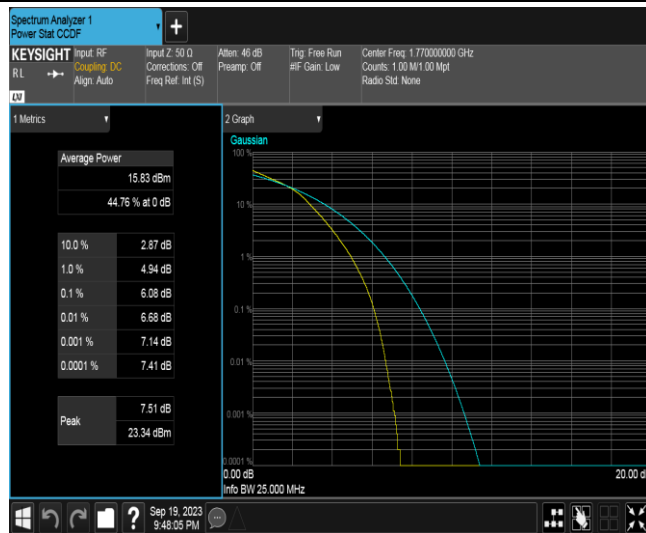 Spectrum Analyzer 1
Power Stat CCDF
+
KEYSIGHT
RL
Input: RF
Coupling: DC
Align: Auto
Input Z: 50 Ω
Corrections: Off
Freq Ref: Int (S)
Atten: 46 dB
Preamp: Off
Trig: Free Run
#IF Gain: Low
Center Freq: 1.770000000 GHz
Counts: 1.00 M/1.00 Mpt
Radio Std: None
1 Metrics
Average Power
15.83 dBm
44.76 % at 0 dB
10.0 % 2.87 dB
1.0 % 4.94 dB
0.1 % 6.08 dB
0.01 % 6.68 dB
0.001 % 7.14 dB
0.0001 % 7.41 dB
Peak
7.51 dB
23.34 dBm
2 Graph
Gaussian
100 %
10 %
1 %
0.1 %
0.01 %
0.001 %
0.0001 %
0.00 dB
20.00 d
Info BW 25.000 MHz
?
Sep 19, 2023
9:48:05 PM